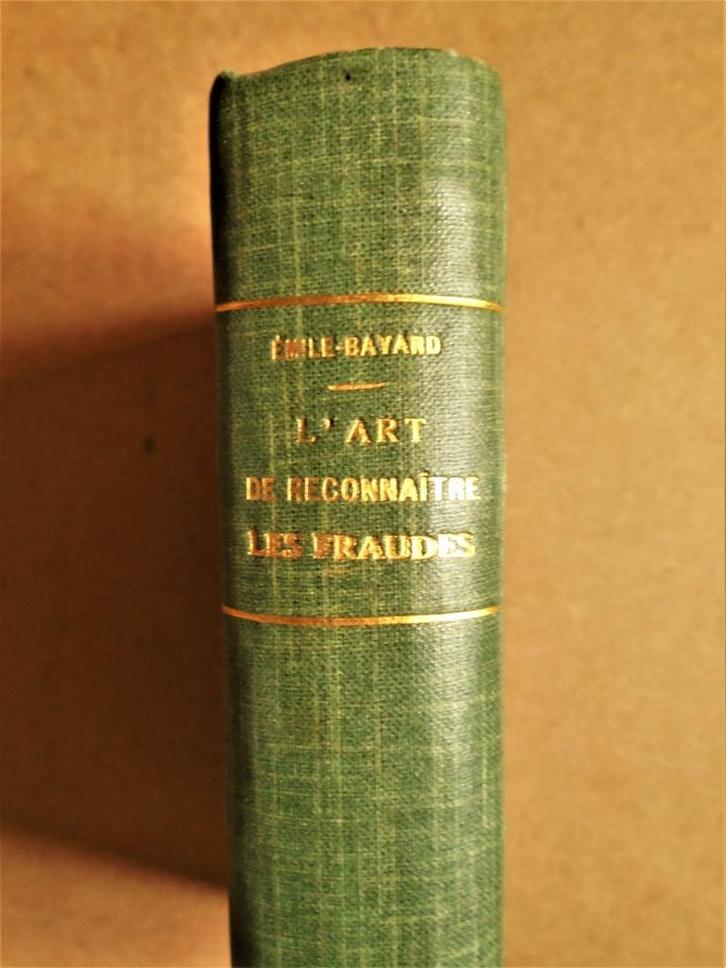 ÉMILE-BAYARD
L'ART
DE RECONNAÎTRE
LES FRAUDES